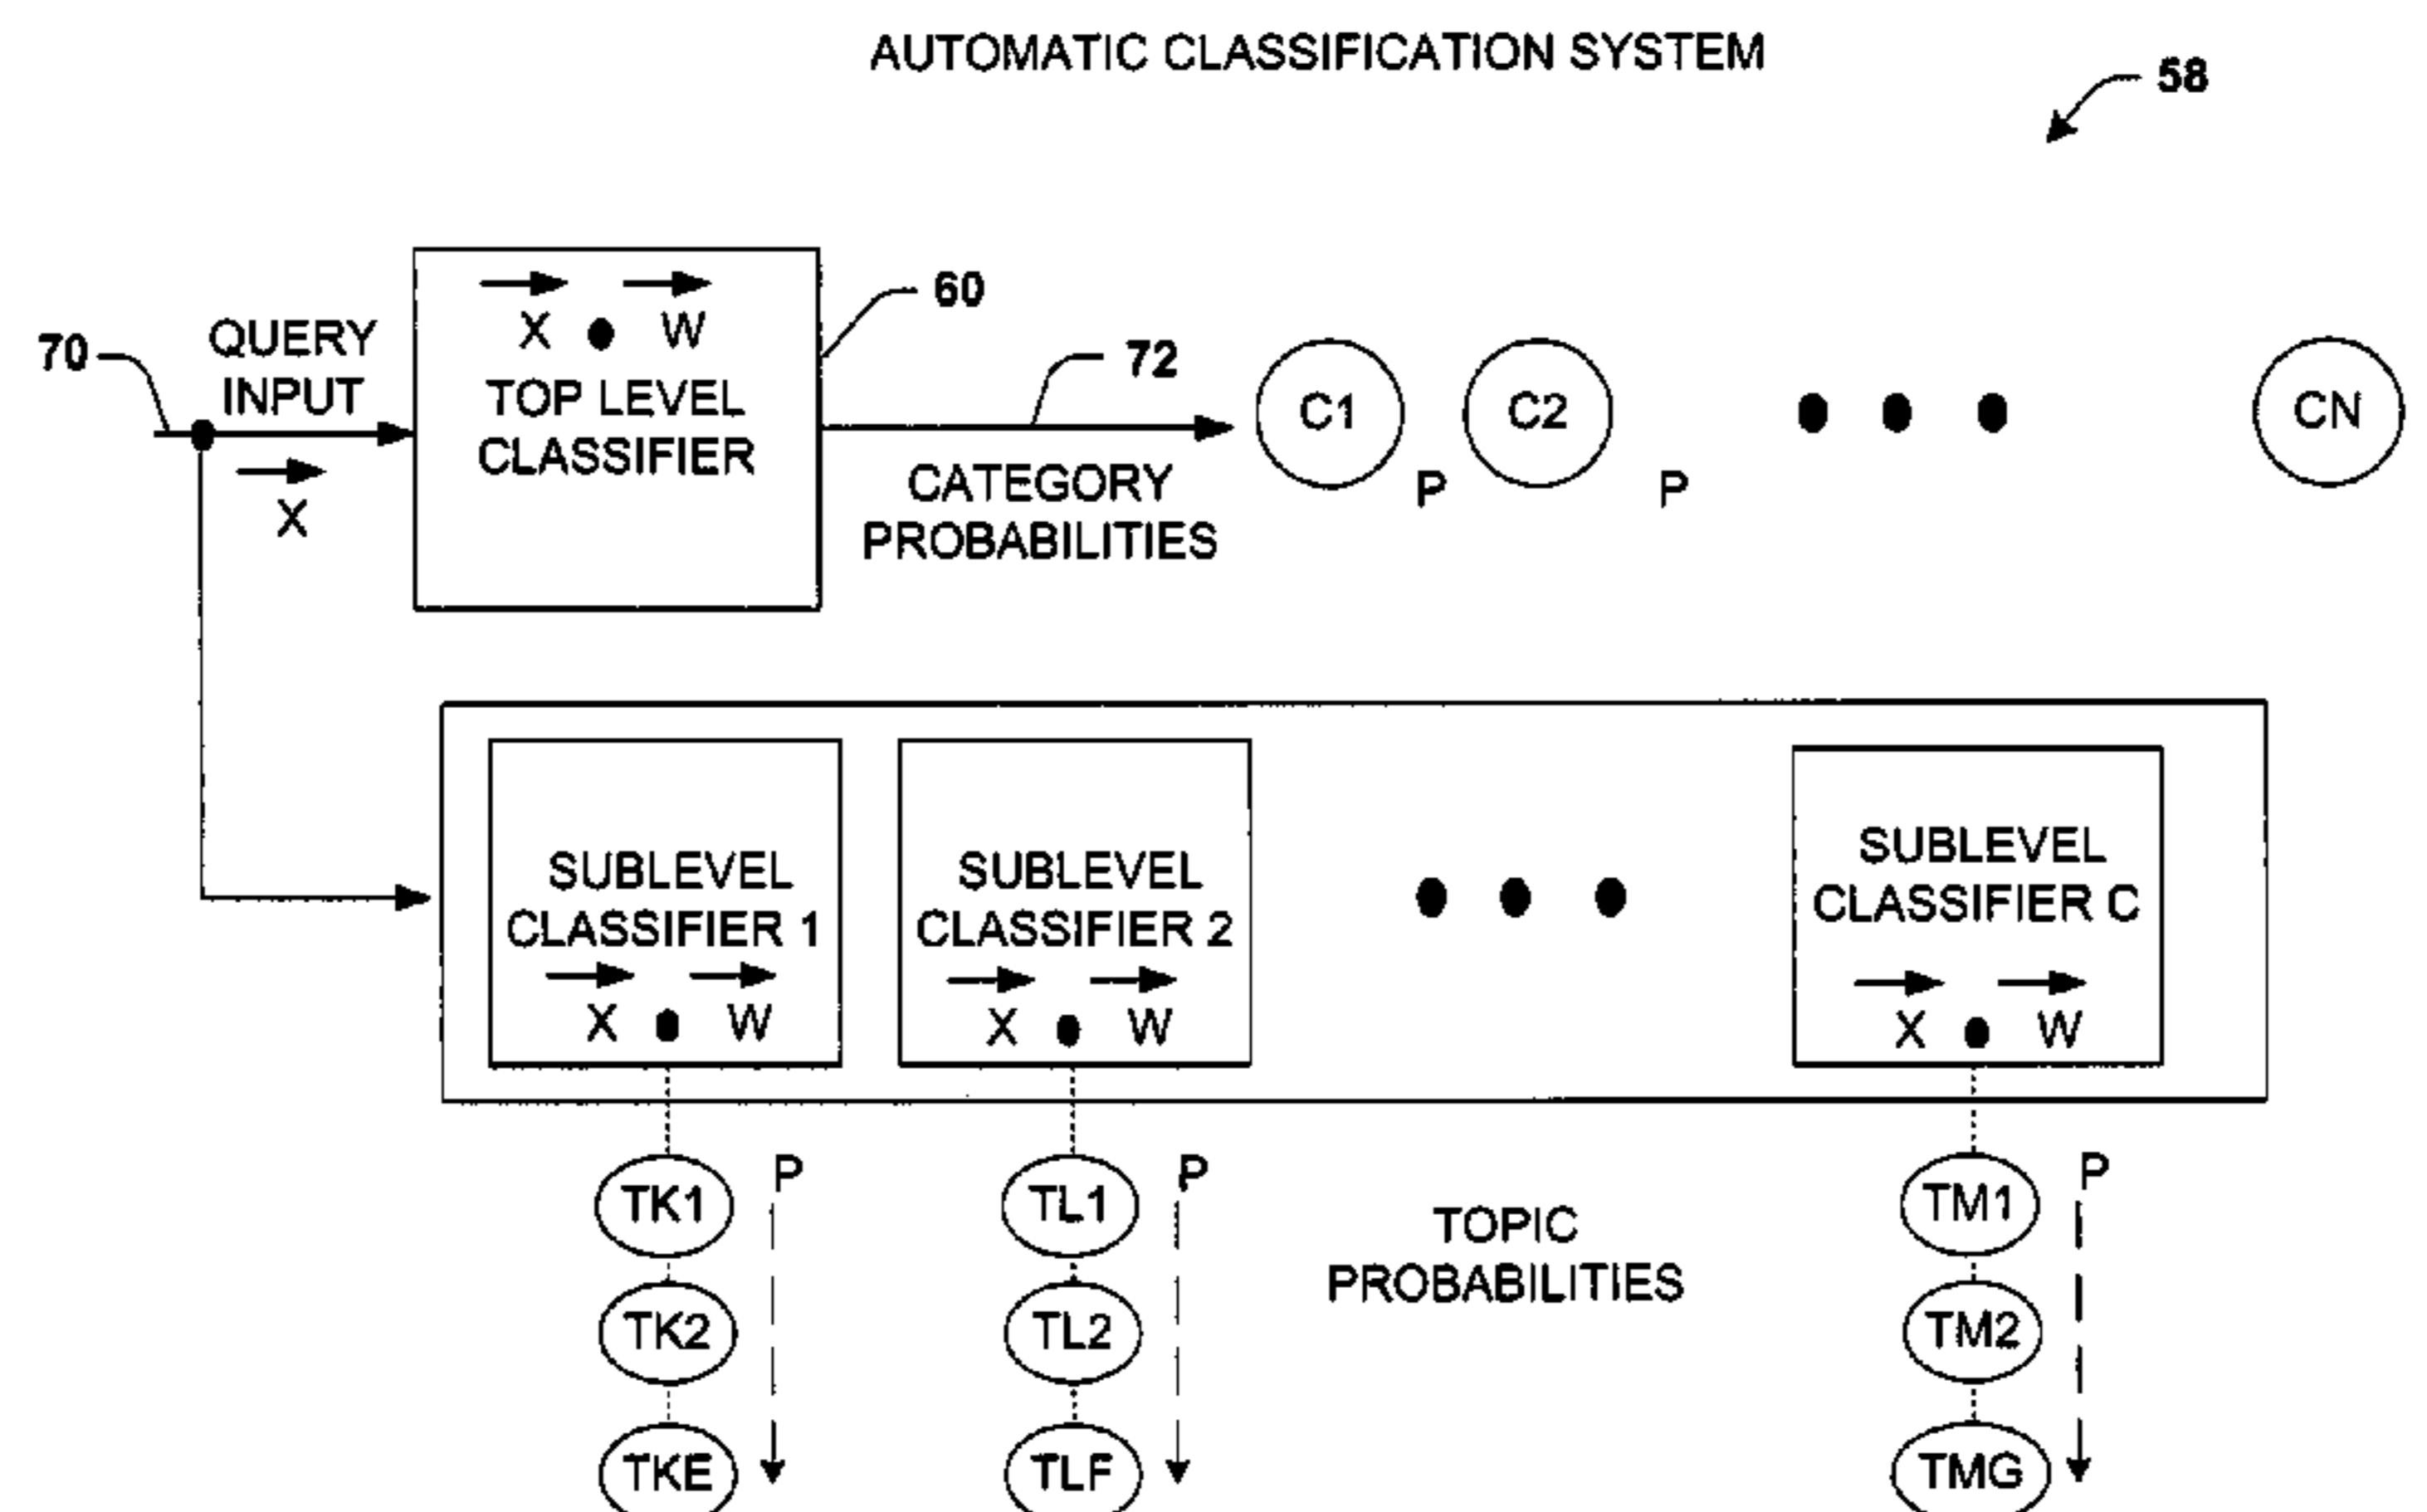 AUTOMATIC CLASSIFICATION SYSTEM
58
X • W
60
70
QUERY
INPUT
TOP LEVEL
CLASSIFIER
72
C1
C2
• • •
CN
X
CATEGORY
PROBABILITIES
P
P
SUBLEVEL
CLASSIFIER 1
X • W
SUBLEVEL
CLASSIFIER 2
X • W
• • •
SUBLEVEL
CLASSIFIER C
X • W
TK1
P
TL1
P
TOPIC
PROBABILITIES
TM1
P
TK2
TL2
TM2
TKE
TLF
TMG